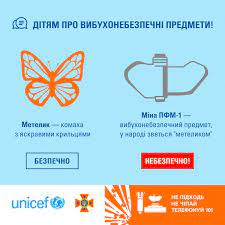 ДІТЯМ ПРО ВИБУХОНЕБЕЗПЕЧНІ ПРЕДМЕТИ!
Метелик — комаха
з яскравими крильцями
БЕЗПЕЧНО
Міна ПФМ-1 —
вибухонебезпечний предмет,
у народі зветься "метеликом"
НЕБЕЗПЕЧНО!
unicef
НЕ ПІДХОДЬ
НЕ ЧІПАЙ
ТЕЛЕФОНУЙ 101